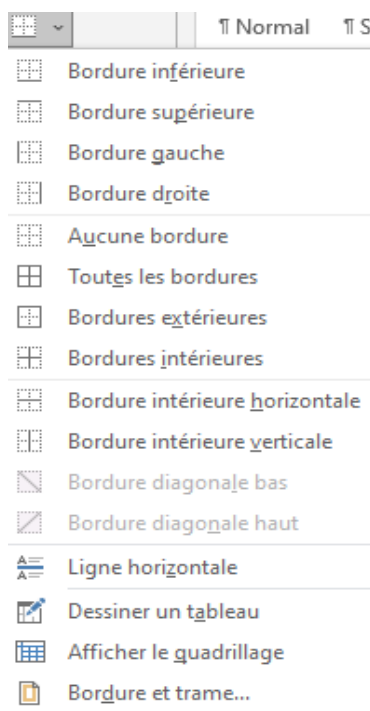 ¶ Normal ¶ S
Bordure inférieure
Bordure supérieure
Bordure gauche
Bordure droite
Aucune bordure
Toutes les bordures
Bordures extérieures
Bordures intérieures
Bordure intérieure horizontale
Bordure intérieure verticale
Bordure diagonale bas
Bordure diagonale haut
Ligne horizontale
Dessiner un tableau
Afficher le quadrillage
Bordure et trame...